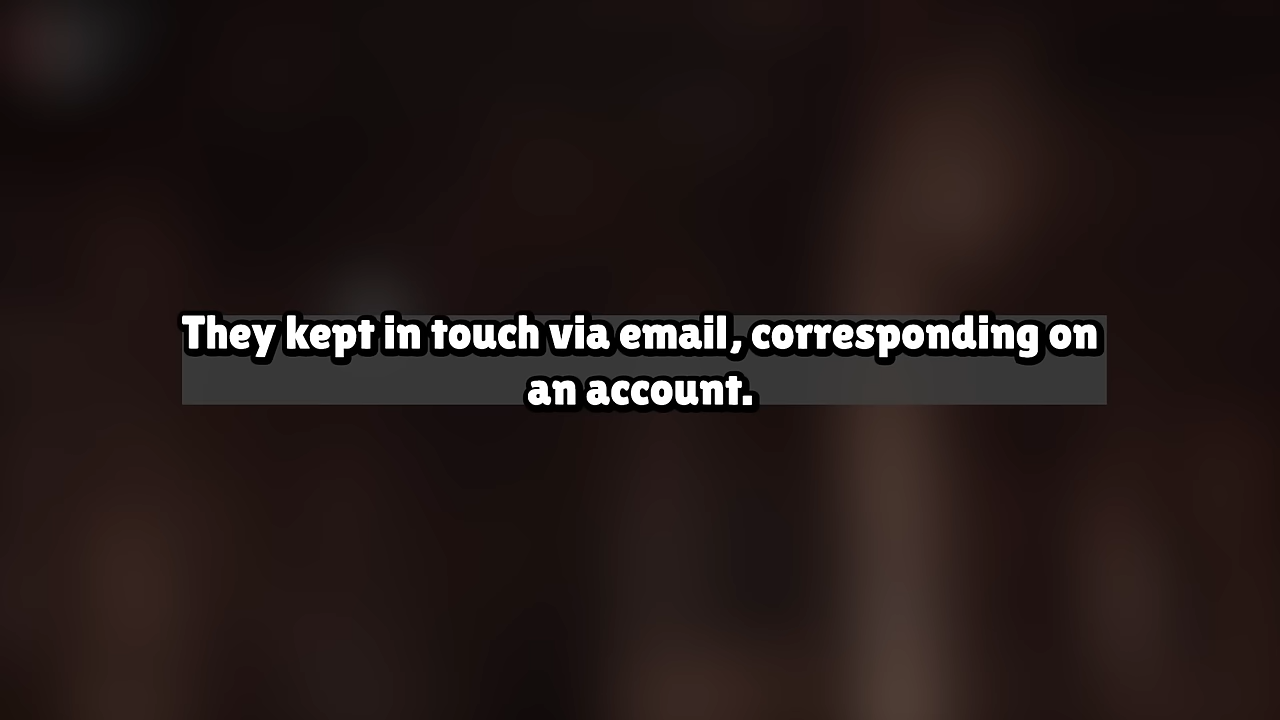 They kept in touch via email, corresponding on
an account.